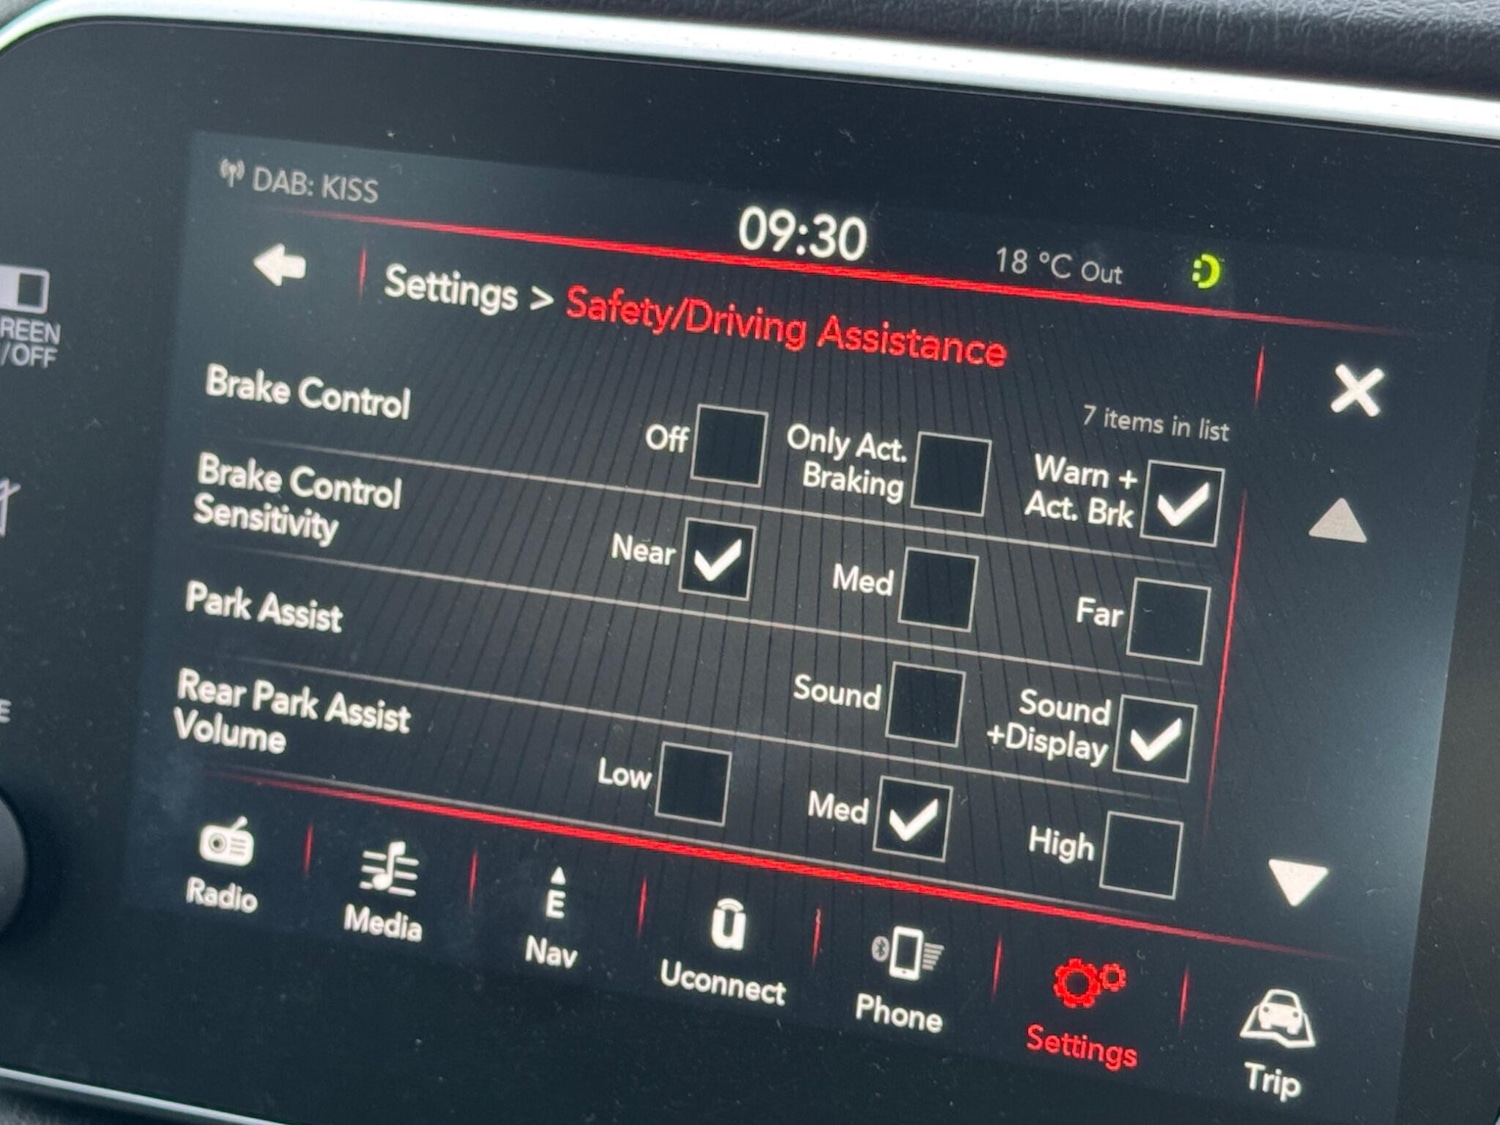 DAB: KISS
09:30
18 °C Out
Settings > Safety/Driving Assistance
7 items in list
Brake Control
Off
Only Act.
Braking
Warn +
Act. Brk
Brake Control
Sensitivity
Near
Med
Far
Park Assist
Sound
Sound
+Display
Rear Park Assist
Volume
Low
Med
High
REEN
/OFF
E
Radio
Media
E
Nav
Uconnect
Phone
Settings
Trip